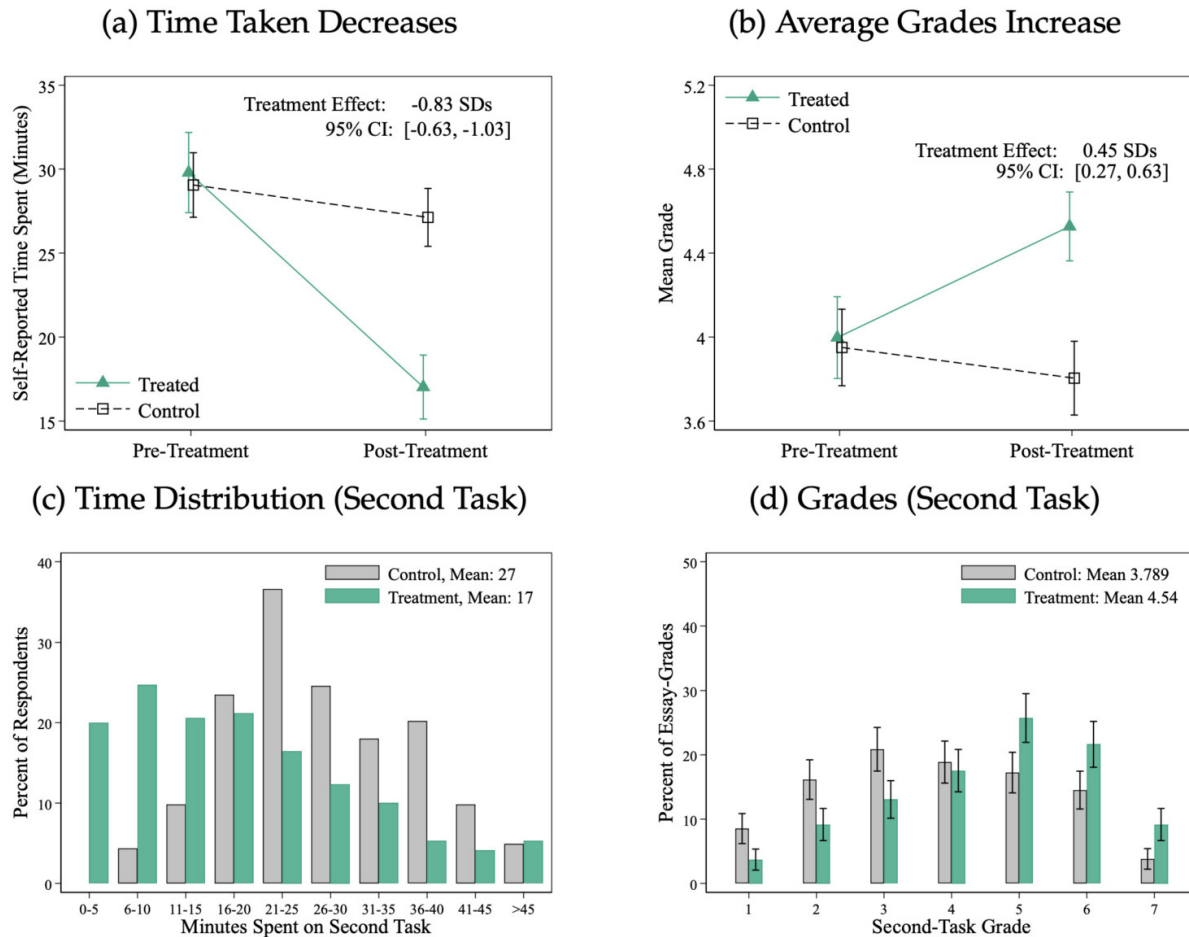 (a) Time Taken Decreases
Self-Reported Time Spent (Minutes)
35
30
25
20
15
Treatment Effect: -0.83 SDs
95% CI: [-0.63, -1.03]
Treated
Control
Pre-Treatment
Post-Treatment
(b) Average Grades Increase
Mean Grade
5.2
4.8
4.4
4
3.6
Treated
Control
Treatment Effect: 0.45 SDs
95% CI: [0.27, 0.63]
Pre-Treatment
Post-Treatment
(c) Time Distribution (Second Task)
Percent of Respondents
40
30
20
10
0
Control, Mean: 27
Treatment, Mean: 17
0-5 6-10 11-15 16-20 21-25 26-30 31-35 36-40 41-45 >45
Minutes Spent on Second Task
(d) Grades (Second Task)
Percent of Essay-Grades
50
40
30
20
10
0
Control: Mean 3.789
Treatment: Mean 4.54
1 2 3 4 5 6 7
Second-Task Grade